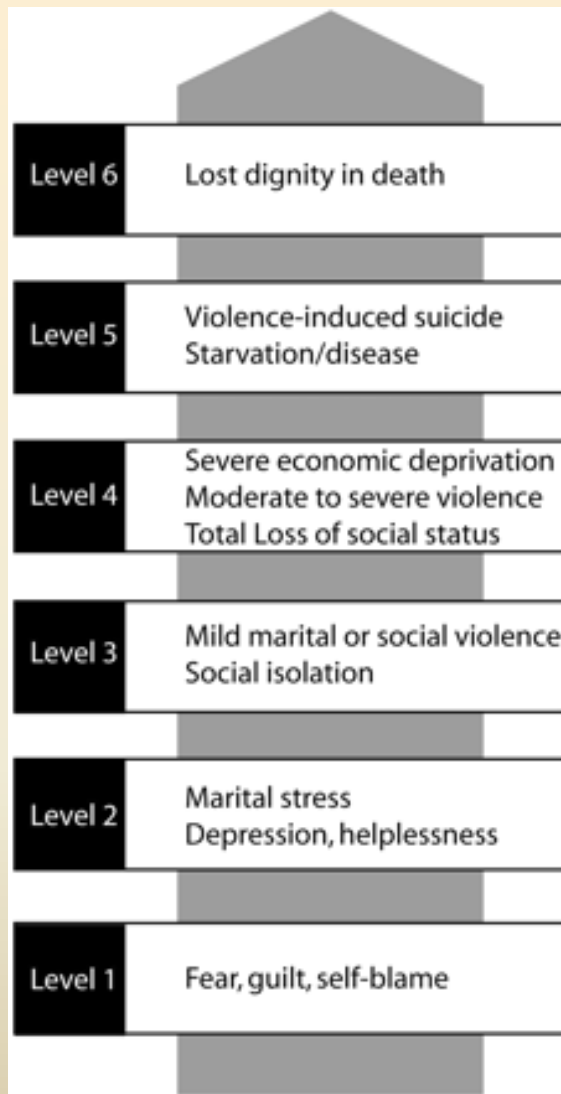 Level 6
Lost dignity in death
Level 5
Violence-induced suicide
Starvation/disease
Level 4
Severe economic deprivation
Moderate to severe violence
Total Loss of social status
Level 3
Mild marital or social violence
Social isolation
Level 2
Marital stress
Depression, helplessness
Level 1
Fear, guilt, self-blame